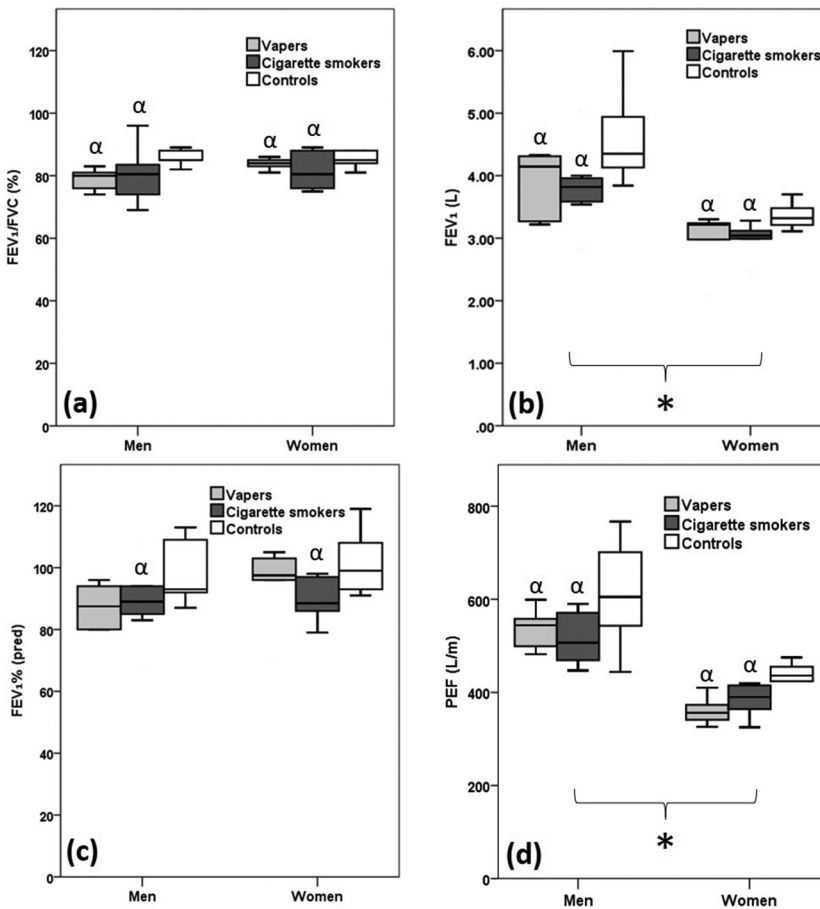 120
100
80
60
40
20
0
FEV₁/FVC (%)
Vapers
Cigarette smokers
Controls
α
α
α
α
(a)
Men
Women
6.00
5.00
4.00
3.00
2.00
1.00
.00
FEV₁ (L)
Vapers
Cigarette smokers
Controls
α
α
α
α
*
(b)
Men
Women
120
100
80
60
40
20
0
FEV₁% (pred)
Vapers
Cigarette smokers
Controls
α
α
(c)
Men
Women
800
600
400
200
0
PEF (L/m)
Vapers
Cigarette smokers
Controls
α
α
α
α
*
(d)
Men
Women